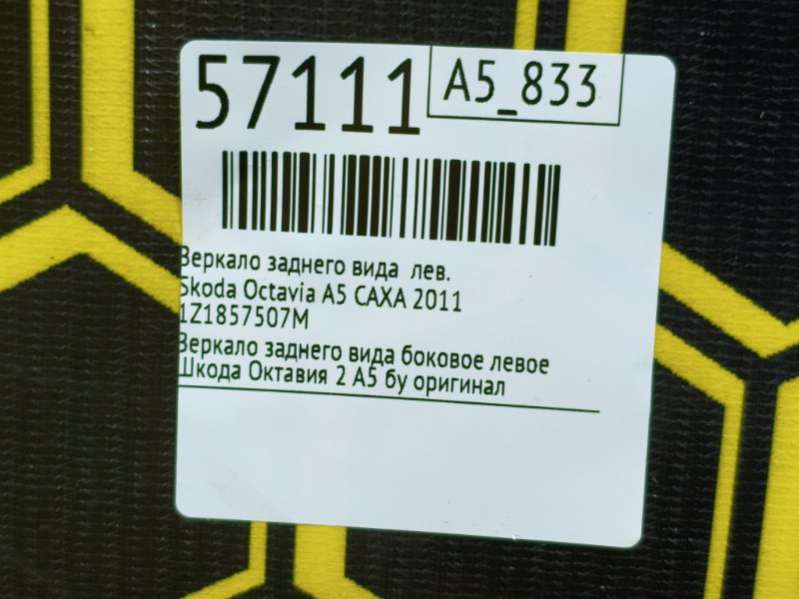 57111
A5_833
Зеркало заднего вида лев.
Skoda Octavia A5 CAXA 2011
1Z1857507M
Зеркало заднего вида боковое левое
Шкода Октавия 2 А5 бу оригинал